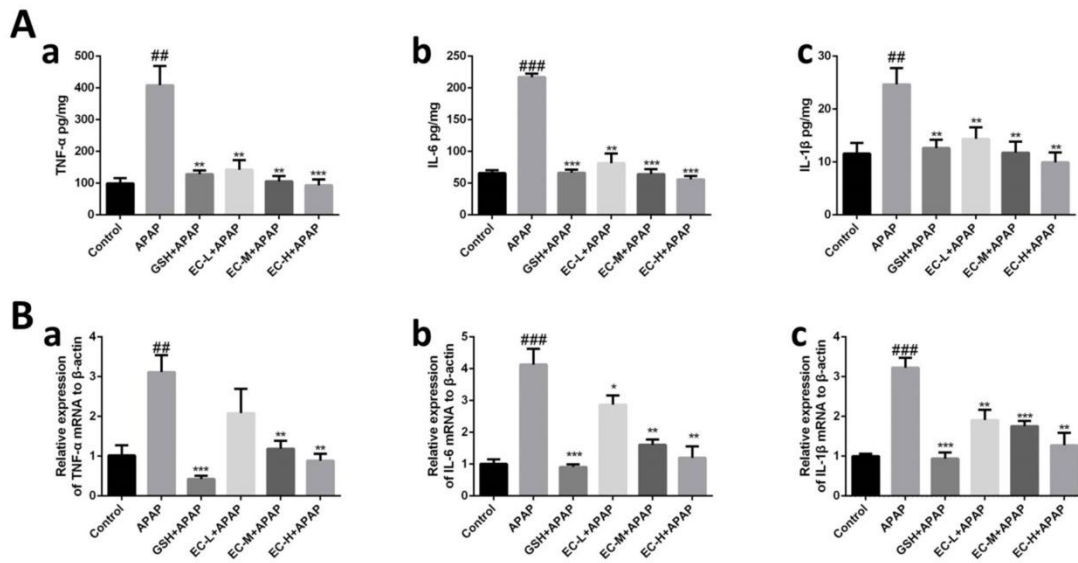 A
a
TNF-α pg/mg
500
400
300
200
100
0
##
**
**
**
***
Control
APAP
GSH+APAP
EC-L+APAP
EC-M+APAP
EC-H+APAP
b
IL-6 pg/mg
250
200
150
100
50
0
###
***
**
***
***
Control
APAP
GSH+APAP
EC-L+APAP
EC-M+APAP
EC-H+APAP
c
IL-1β pg/mg
30
20
10
0
##
**
**
**
**
Control
APAP
GSH+APAP
EC-L+APAP
EC-M+APAP
EC-H+APAP
B
a
Relative expression
of TNF-α mRNA to β-actin
4
3
2
1
0
##
***
**
**
Control
APAP
GSH+APAP
EC-L+APAP
EC-M+APAP
EC-H+APAP
b
Relative expression
of IL-6 mRNA to β-actin
5
4
3
2
1
0
###
***
*
**
**
Control
APAP
GSH+APAP
EC-L+APAP
EC-M+APAP
EC-H+APAP
c
Relative expression
of IL-1β mRNA to β-actin
4
3
2
1
0
###
***
**
***
**
Control
APAP
GSH+APAP
EC-L+APAP
EC-M+APAP
EC-H+APAP